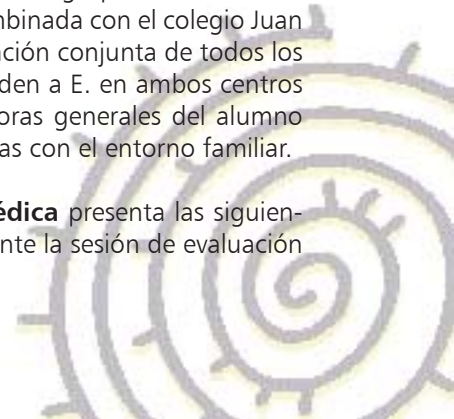 mbinada con el colegio Juan
ación conjunta de todos los
den a E. en ambos centros
oras generales del alumno
as con el entorno familiar.
édica presenta las siguien-
nte la sesión de evaluación